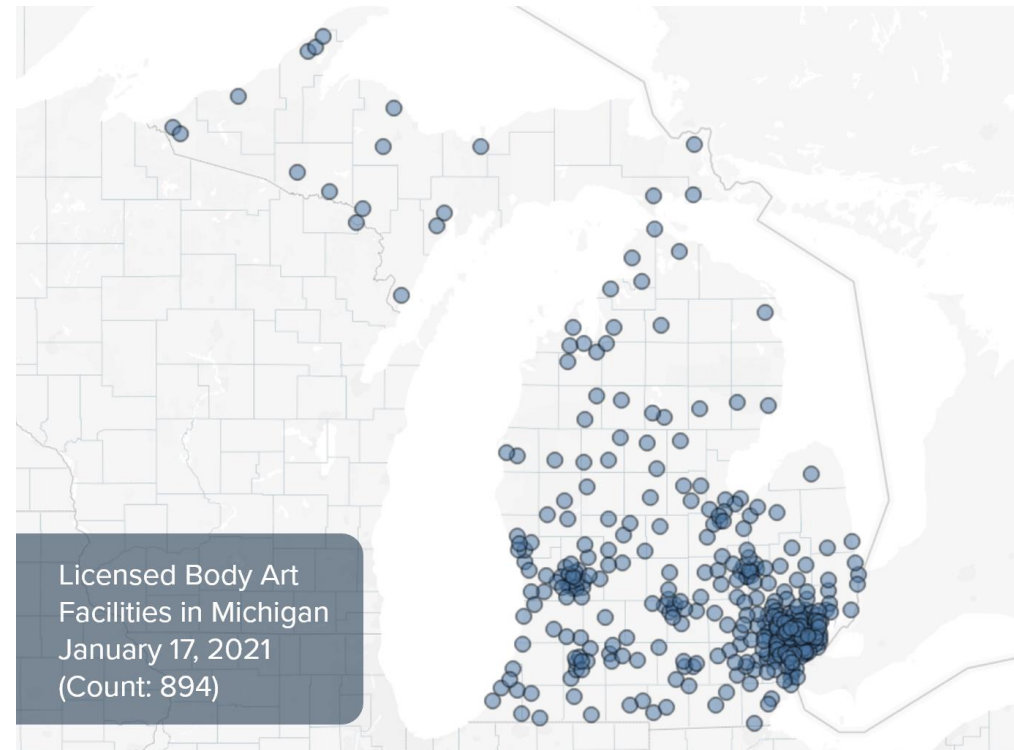 Licensed Body Art
Facilities in Michigan
January 17, 2021
(Count: 894)